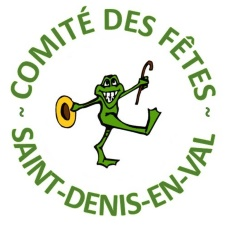 COMITÉ DES FÊTES
~ SAINT-DENIS-EN-VAL ~